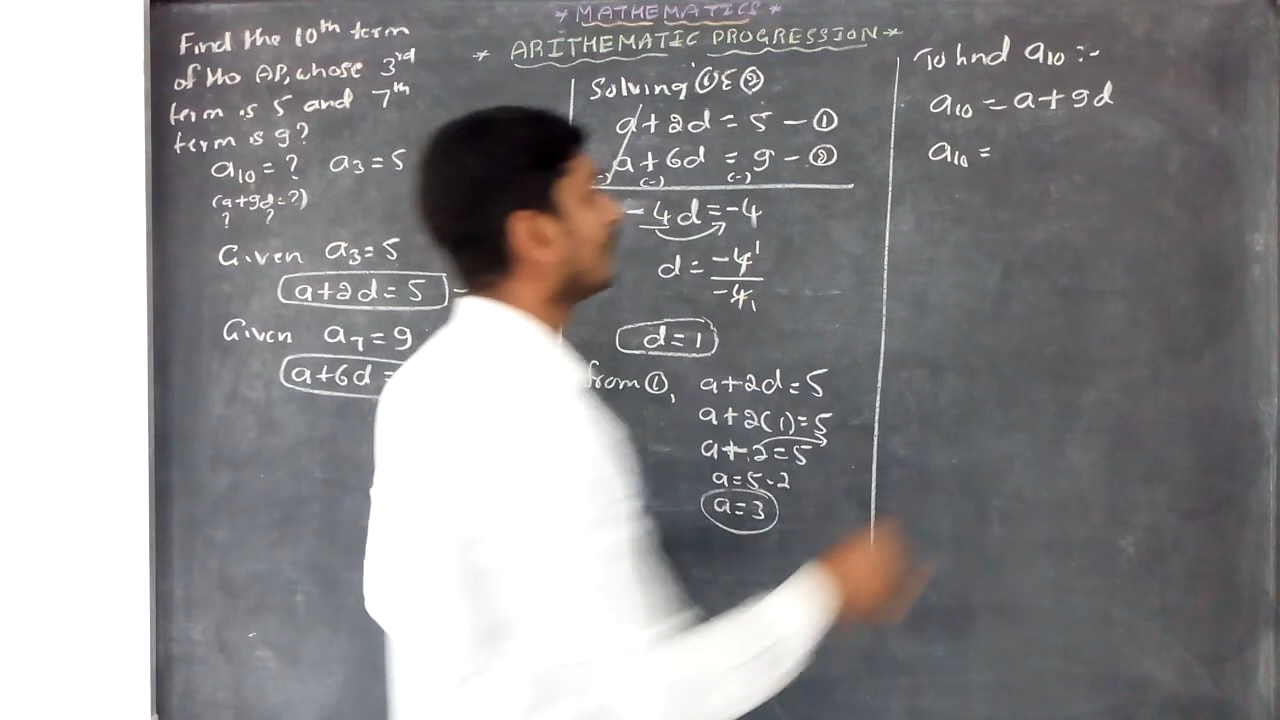 * MATHEMATICS *
* ARITHEMATIC PROGRESSION *
Find the 10th term
of the AP, whose 3rd
term is 5 and 7th
term is 9?
a10 = ? a3 = 5
(a+9d=?)
? ?
Given a3 = 5
a+2d = 5 -
Given a7 = 9
a+6d =
Solving ① & ②
a+2d = 5 - ①
a+6d = 9 - ②
(-) (-) (-)
-4d = -4
d = -4 1
-4 1
d = 1
from ①, a+2d = 5
a+2(1) = 5
a+2 = 5
a = 5-2
a = 3
To find a10 :-
a10 = a+9d
a10 =